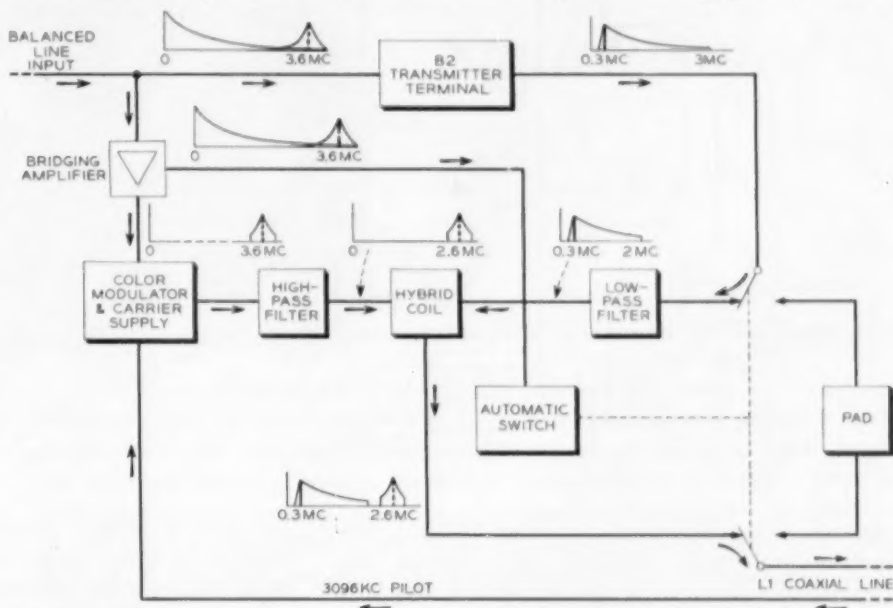 BALANCED
LINE
INPUT
0
3.6MC
B2
TRANSMITTER
TERMINAL
0.3MC
3MC
0
3.6MC
BRIDGING
AMPLIFIER
0
3.6MC
0
2.6MC
0.3MC
2MC
COLOR
MODULATOR
& CARRIER
SUPPLY
HIGH-
PASS
FILTER
HYBRID
COIL
LOW-
PASS
FILTER
AUTOMATIC
SWITCH
PAD
0.3MC
2.6MC
3096KC PILOT
L1 COAXIAL LINE